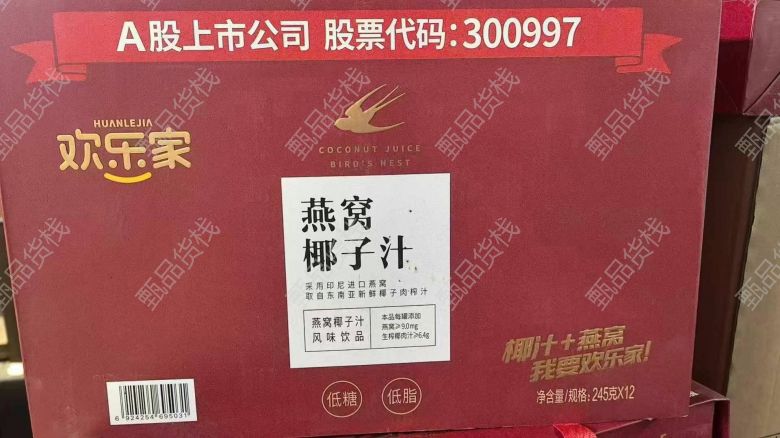 A股上市公司 股票代码:300997
HUANLEJIA
欢乐家
COCONUT JUICE
BIRD'S NEST
燕窝
椰子汁
采用印尼进口燕窝
取自东南亚新鲜椰子肉榨汁
燕窝椰子汁
风味饮品
本品每罐添加
燕窝≥9.0mg
生榨椰肉汁≥6.4g
椰汁++燕窝
我要欢乐家!
低糖
低脂
净含量/规格: 245克X12
6 924254 695031
甄品货栈